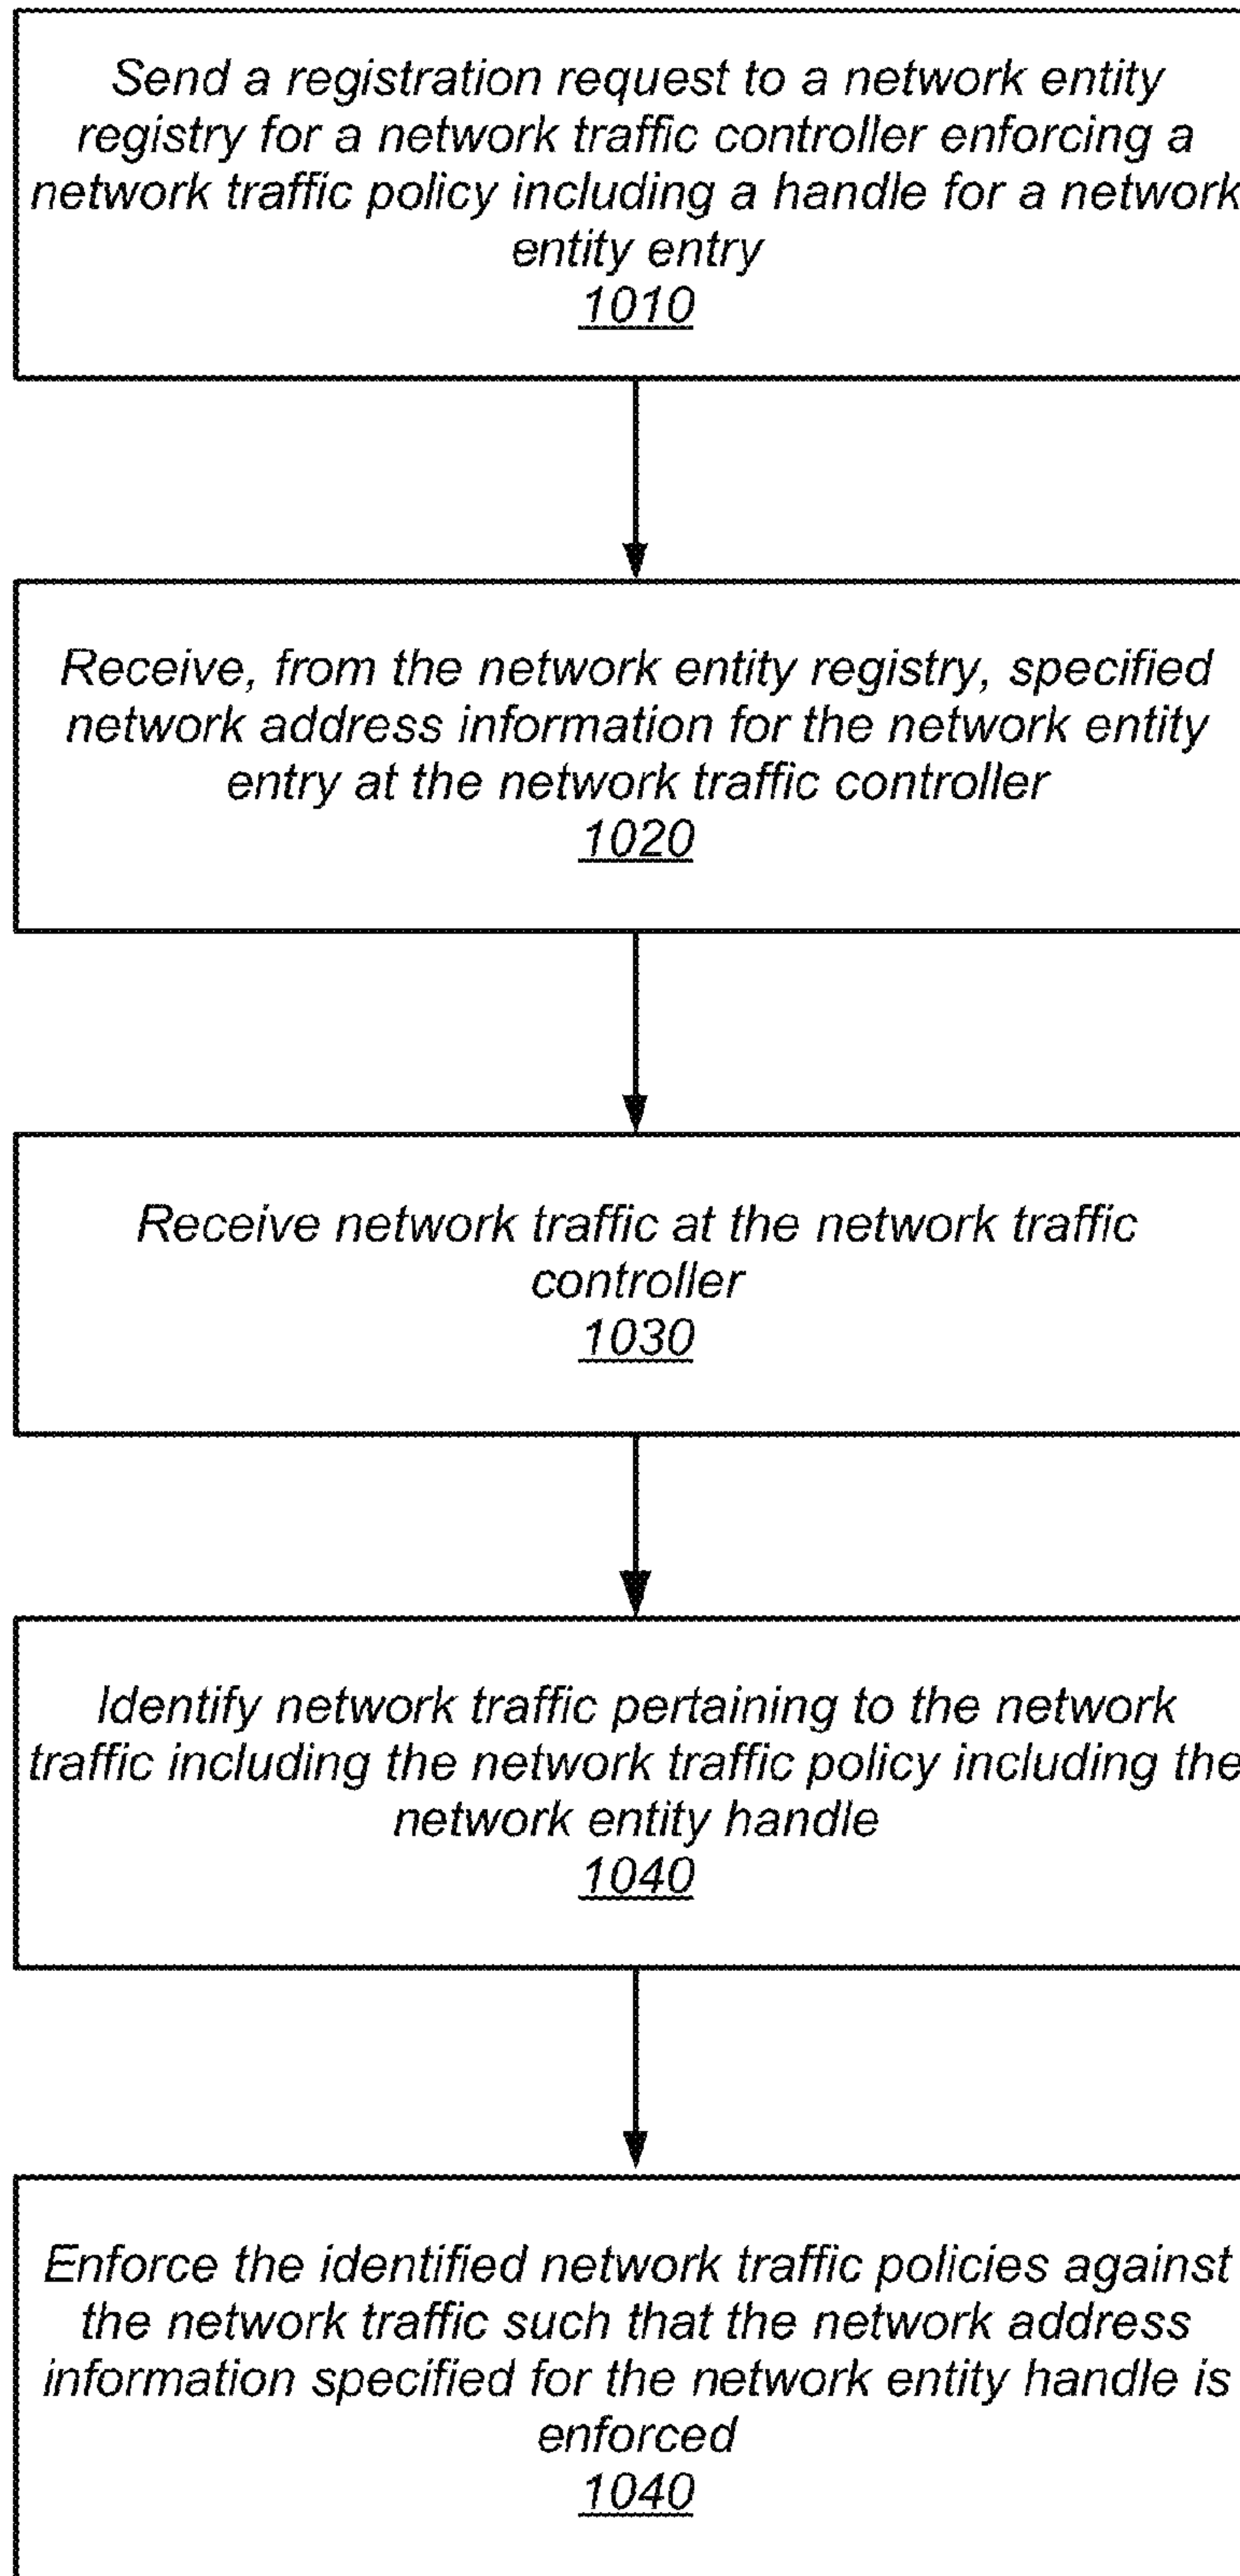 Send a registration request to a network entity
registry for a network traffic controller enforcing a
network traffic policy including a handle for a network
entity entry
1010
Receive, from the network entity registry, specified
network address information for the network entity
entry at the network traffic controller
1020
Receive network traffic at the network traffic
controller
1030
Identify network traffic pertaining to the network
traffic including the network traffic policy including the
network entity handle
1040
Enforce the identified network traffic policies against
the network traffic such that the network address
information specified for the network entity handle is
enforced
1040